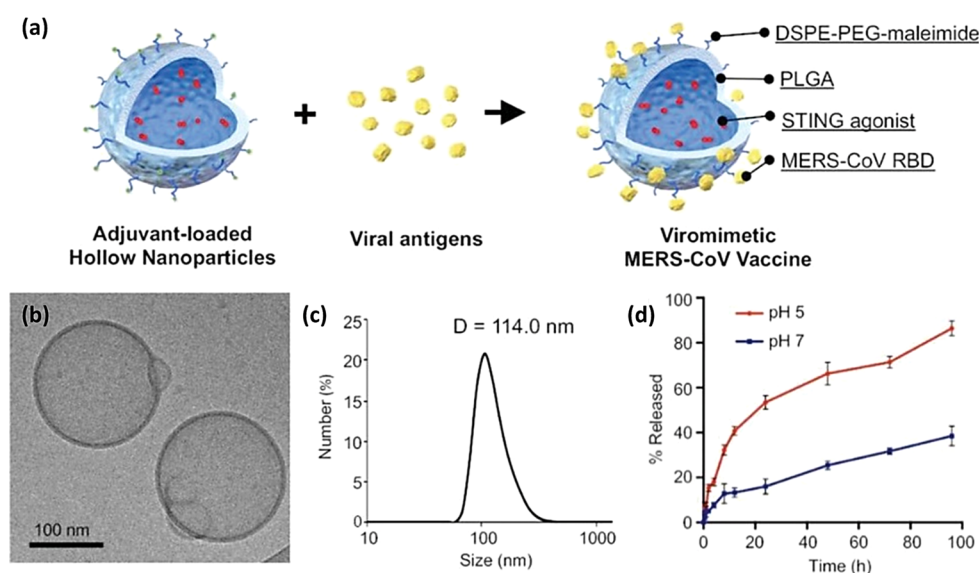 (a)
DSPE-PEG-maleimide
PLGA
STING agonist
MERS-CoV RBD
Adjuvant-loaded
Hollow Nanoparticles
Viral antigens
Viromimetic
MERS-CoV Vaccine
(b)
100 nm
(c)
D = 114.0 nm
25
20
15
10
5
0
Number (%)
10
100
1000
Size (nm)
(d)
pH 5
pH 7
100
80
60
40
20
0
% Released
0
20
40
60
80
100
Time (h)